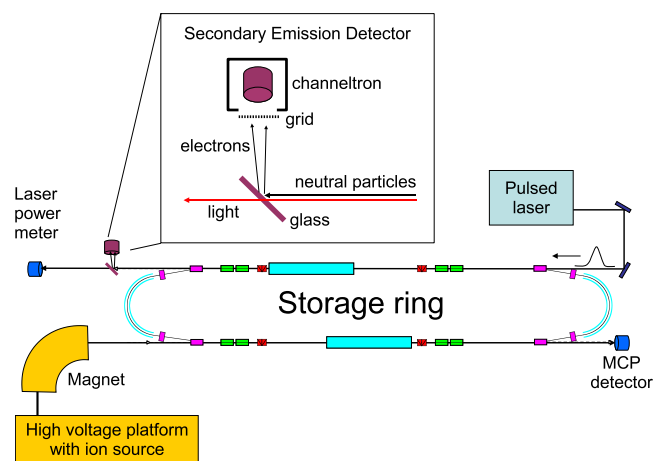 Secondary Emission Detector
channeltron
grid
electrons
neutral particles
light
glass
Laser
power
meter
Pulsed
laser
Storage ring
Magnet
MCP
detector
High voltage platform
with ion source